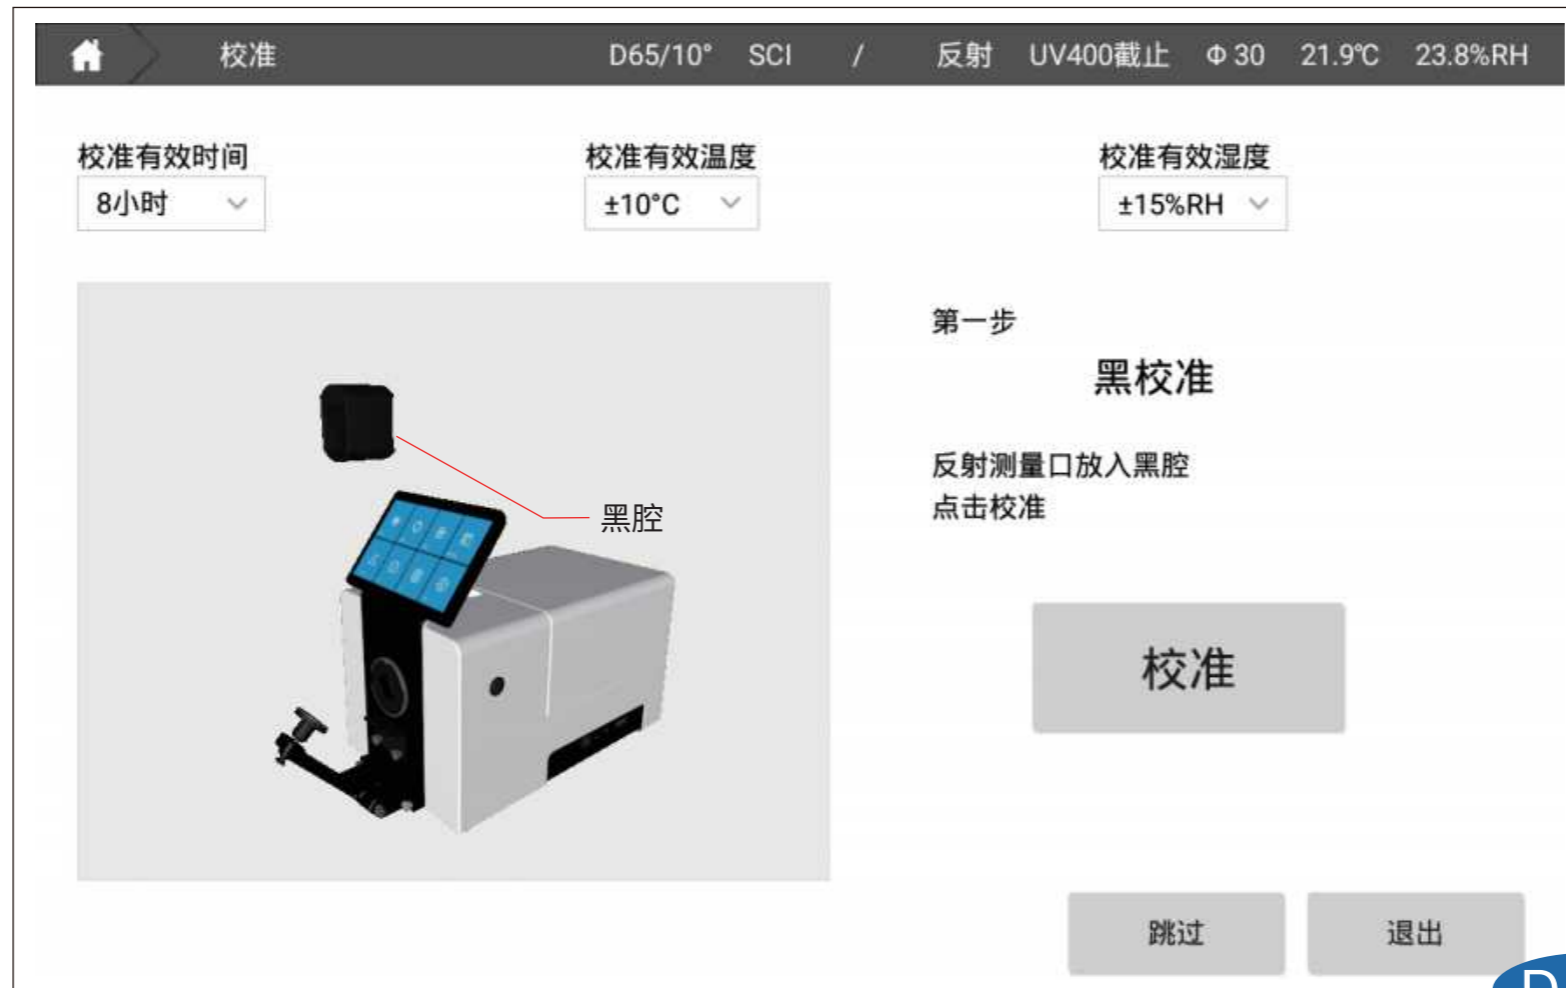 校准 D65/10° SCI / 反射 UV400截止 Φ30 21.9℃ 23.8%RH
校准有效时间 校准有效温度 校准有效湿度
8小时 ±10°C ±15%RH
第一步
黑校准
反射测量口放入黑腔
点击校准
黑腔
校准
跳过 退出